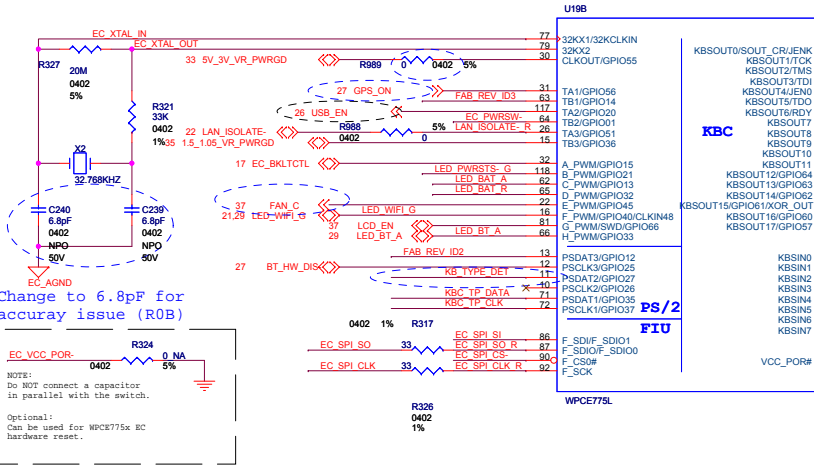 U19B
EC_XTAL_IN
EC_XTAL_OUT
R327
20M
0402
5%
33 5V_3V_VR_PWRGD
R989
0
0402
5%
77
79
30
32KX1/32KCLKIN
32KX2
CLKOUT/GPIO55
R321
33K
0402
1%
27 GPS_ON
FAB_REV_ID3
26 USB_EN
EC_PWRSW-
22 LAN_ISOLATE-
R988
0402
5%
0
LAN_ISOLATE-_R
35 1.5_1.05_VR_PWRGD
31
63
117
64
26
15
TA1/GPIO56
TB1/GPIO14
TA2/GPIO20
TB2/GPIO01
TA3/GPIO51
TB3/GPIO36
X2
32.768KHZ
17 EC_BKLTCTL
LED_PWRSTS-_G
LED_BAT_A
LED_BAT_R
37 FAN_C
21,29 LED_WIFI_G
LED_WIFI_G
37 LCD_EN
29 LED_BT_A
LED_BT_A
32
118
62
65
22
16
81
66
A_PWM/GPIO15
B_PWM/GPIO21
C_PWM/GPIO13
D_PWM/GPIO32
E_PWM/GPIO45
F_PWM/GPIO40/CLKIN48
G_PWM/SWD/GPIO66
H_PWM/GPIO33
C240
6.8pF
0402
NPO
50V
C239
6.8pF
0402
NPO
50V
EC_AGND
FAB_REV_ID2
27 BT_HW_DIS
KB_TYPE_DET
KBC_TP_DATA
KBC_TP_CLK
13
12
11
10
71
72
PSDAT3/GPIO12
PSCLK3/GPIO25
PSDAT2/GPIO27
PSCLK2/GPIO26
PSDAT1/GPIO35
PSCLK1/GPIO37
PS/2
FIU
KBC
KBSOUT0/SOUT_CR/JENK
KBSOUT1/TCK
KBSOUT2/TMS
KBSOUT3/TDI
KBSOUT4/JEN0
KBSOUT5/TDO
KBSOUT6/RDY
KBSOUT7
KBSOUT8
KBSOUT9
KBSOUT10
KBSOUT11
KBSOUT12/GPIO64
KBSOUT13/GPIO63
KBSOUT14/GPIO62
KBSOUT15/GPIO61/XOR_OUT
KBSOUT16/GPIO60
KBSOUT17/GPIO57
KBSIN0
KBSIN1
KBSIN2
KBSIN3
KBSIN4
KBSIN5
KBSIN6
KBSIN7
VCC_POR#
Change to 6.8pF for
accuray issue (R0B)
EC_VCC_POR-
R324
0402
0_NA
5%
NOTE:
Do NOT connect a capacitor
in parallel with the switch.
Optional:
Can be used for WPCE775x EC
hardware reset.
0402 1% R317
EC_SPI_SO
33
EC_SPI_CLK
33
EC_SPI_SI
EC_SPI_SO_R
EC_SPI_CS-
EC_SPI_CLK_R
86
87
90
92
F_SDI/F_SDIO1
F_SDIO/F_SDIO0
F_CS0#
F_SCK
R326
0402
1%
WPCE775L